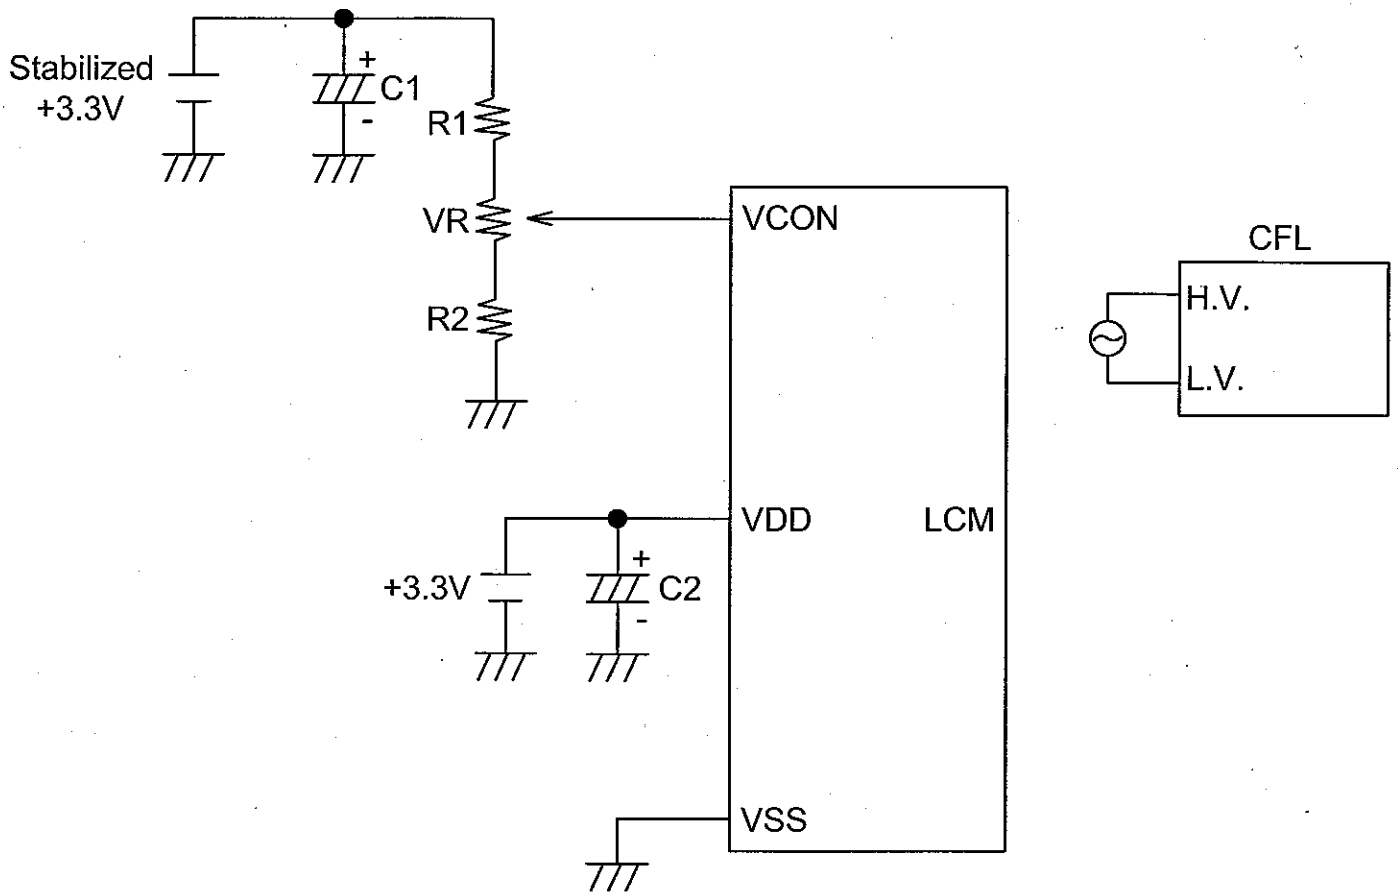 Stabilized
+3.3V
+
C1
-
R1
VR
R2
VCON
CFL
H.V.
L.V.
VDD
LCM
+3.3V
+
C2
-
VSS